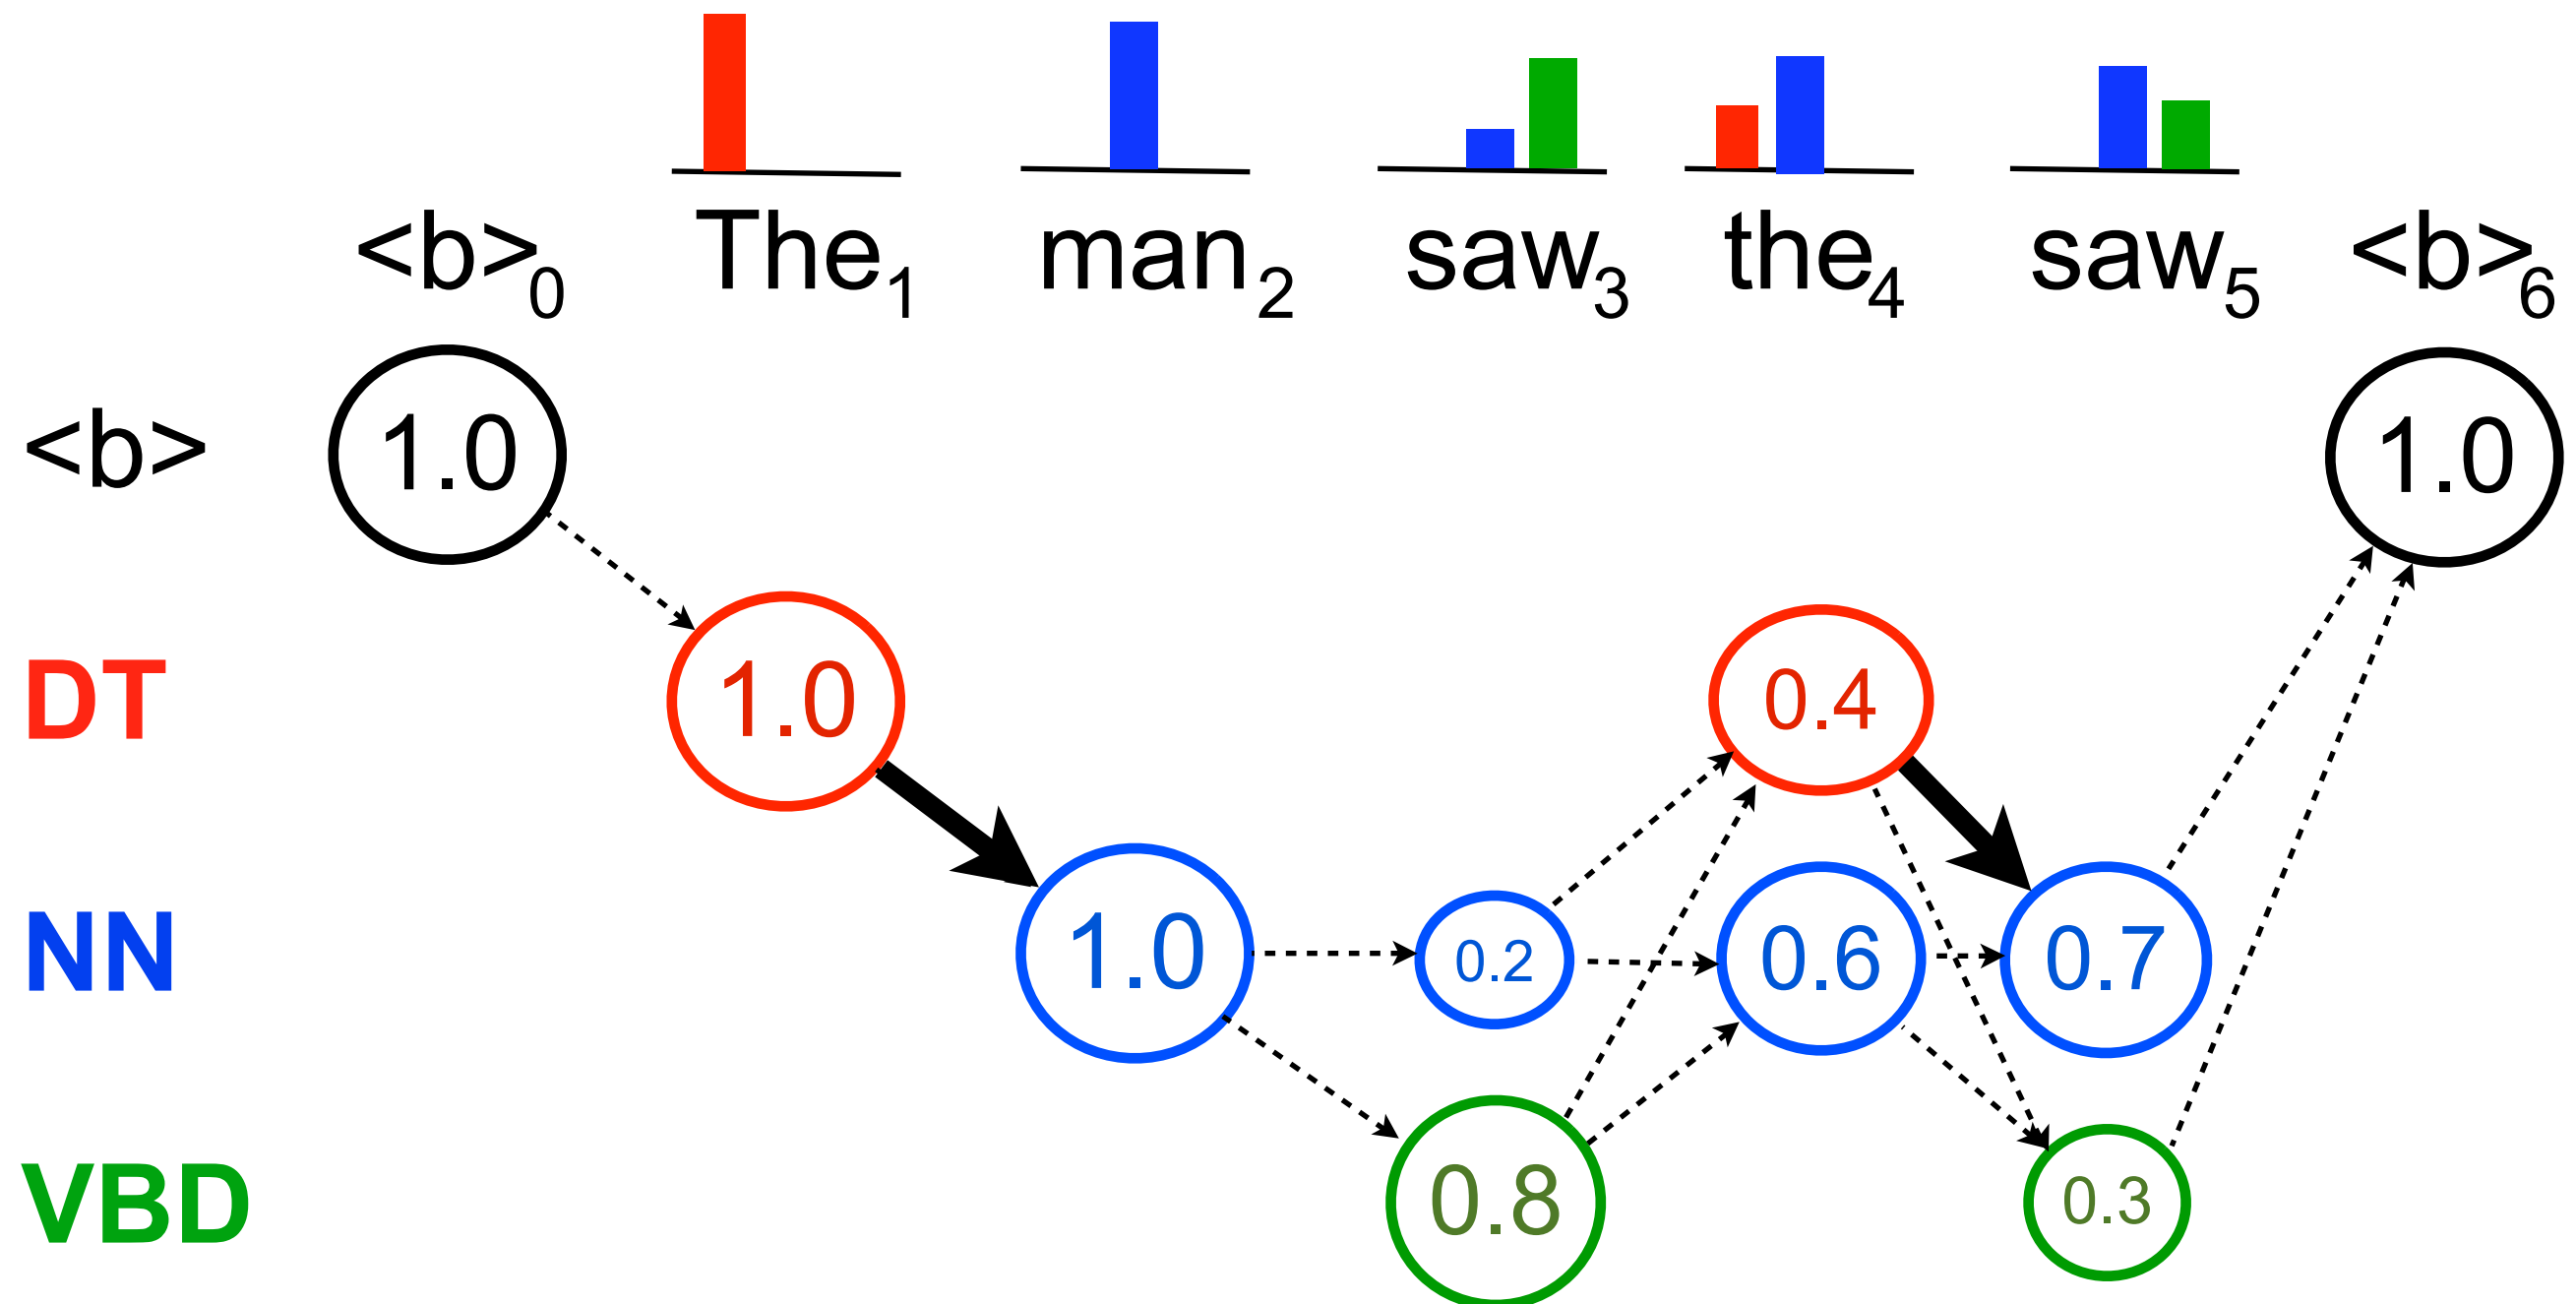 <b>0 The1 man2 saw3 the4 saw5 <b>6
<b> 1.0 1.0
DT 1.0 0.4
NN 1.0 0.2 0.6 0.7
VBD 0.8 0.3